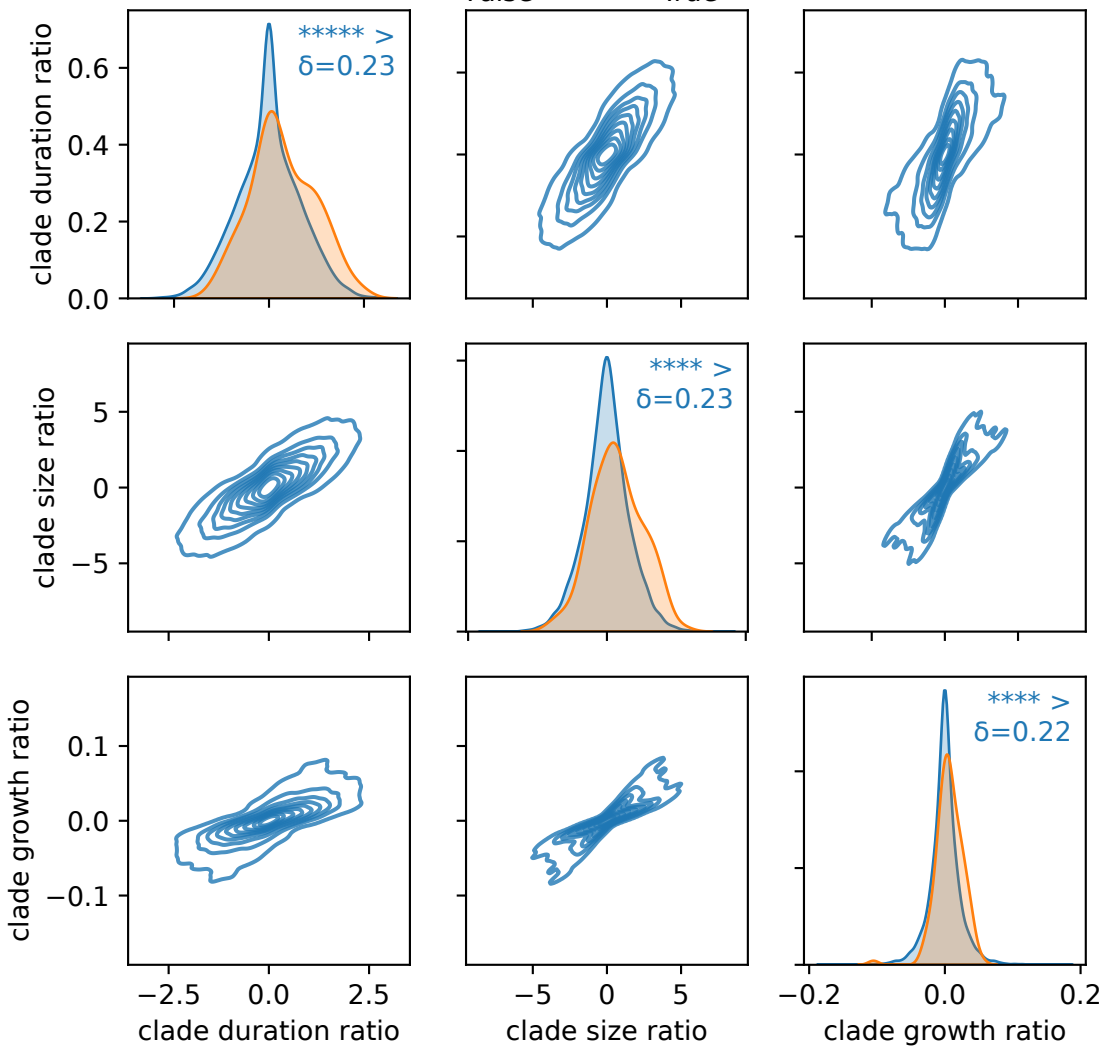 clade duration ratio
0.6
0.4
0.2
0.0
***** >
δ=0.23
clade size ratio
5
0
−5
**** >
δ=0.23
clade growth ratio
0.1
0.0
−0.1
**** >
δ=0.22
−2.5 0.0 2.5
clade duration ratio
−5 0 5
clade size ratio
−0.2 0.0 0.2
clade growth ratio